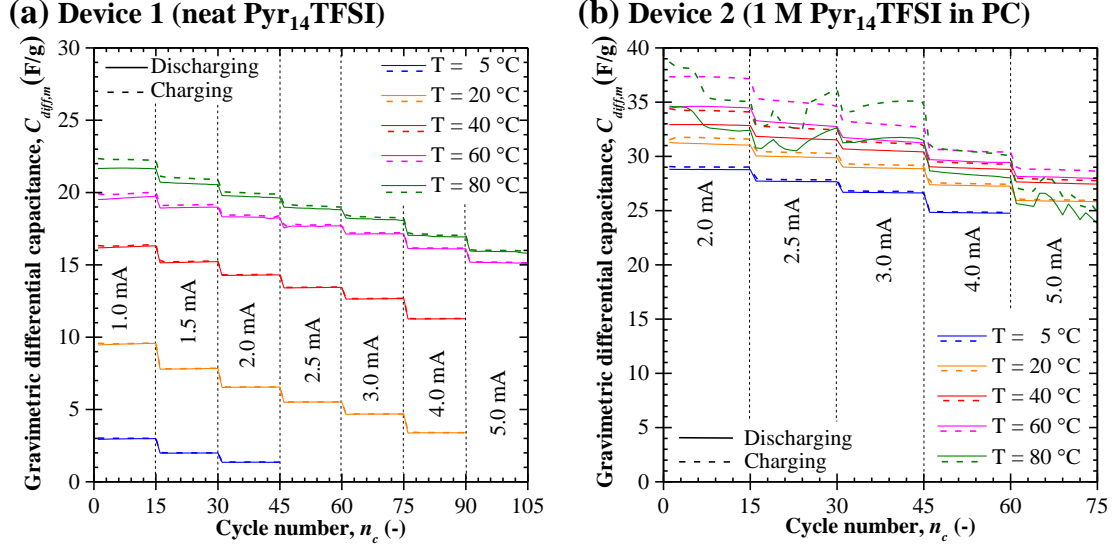 (a) Device 1 (neat Pyr14TFSI)
Gravimetric differential capacitance, Cdiff,m (F/g)
30
25
20
15
10
5
0
Discharging
Charging
T = 5 °C
T = 20 °C
T = 40 °C
T = 60 °C
T = 80 °C
1.0 mA
1.5 mA
2.0 mA
2.5 mA
3.0 mA
4.0 mA
5.0 mA
0 15 30 45 60 75 90 105
Cycle number, nc (-)
(b) Device 2 (1 M Pyr14TFSI in PC)
Gravimetric differential capacitance, Cdiff,m (F/g)
40
35
30
25
20
15
10
5
0
2.0 mA
2.5 mA
3.0 mA
4.0 mA
5.0 mA
T = 5 °C
T = 20 °C
T = 40 °C
T = 60 °C
T = 80 °C
Discharging
Charging
0 15 30 45 60 75
Cycle number, nc (-)